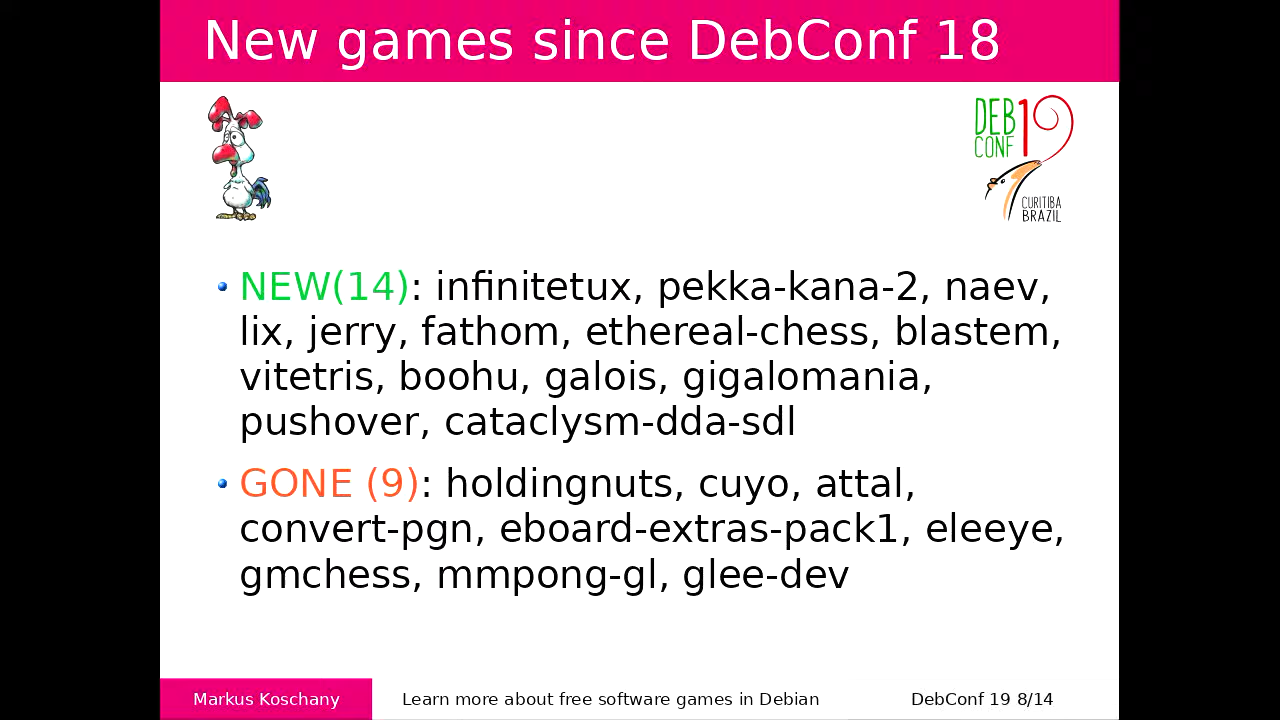 New games since DebConf 18
DEB
CONF
19
CURITIBA
BRAZIL
• NEW(14): infinitetux, pekka-kana-2, naev,
lix, jerry, fathom, ethereal-chess, blastem,
vitetris, boohu, galois, gigalomania,
pushover, cataclysm-dda-sdl
• GONE (9): holdingnuts, cuyo, attal,
convert-pgn, eboard-extras-pack1, eleeye,
gmchess, mmpong-gl, glee-dev
Markus Koschany
Learn more about free software games in Debian
DebConf 19 8/14